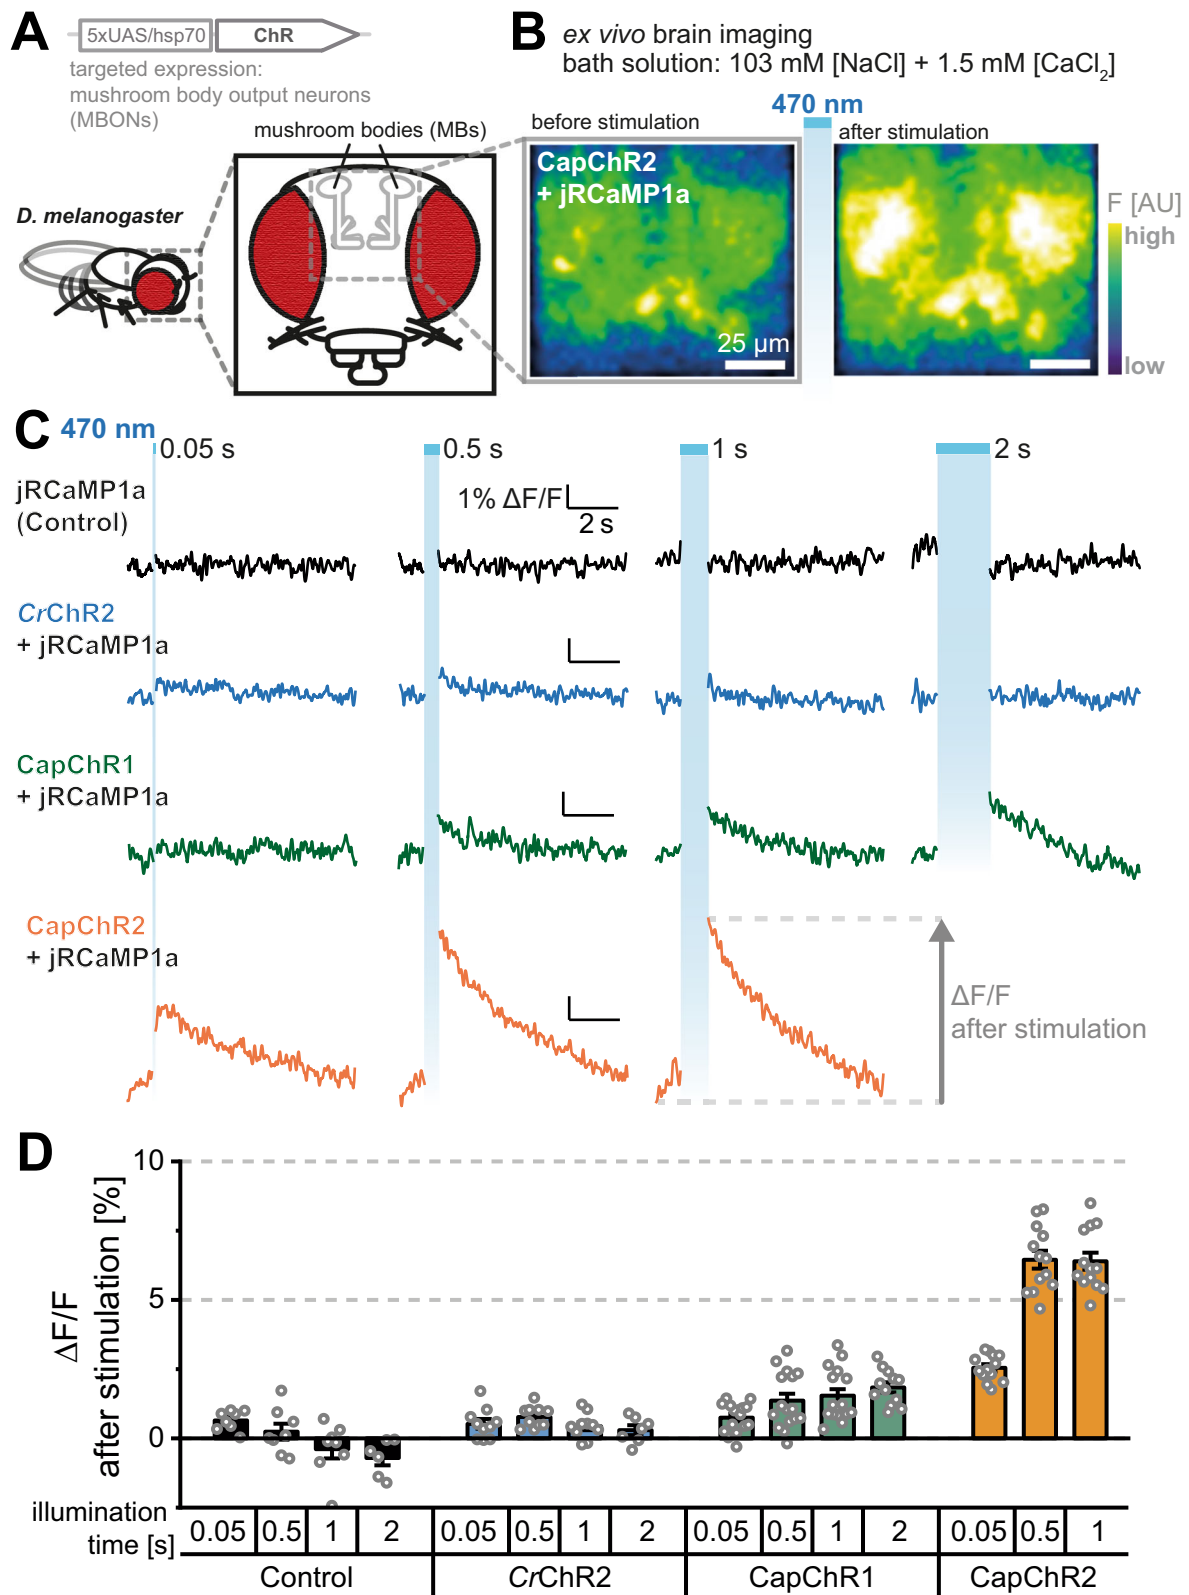 A
5xUAS/hsp70
ChR
targeted expression:
mushroom body output neurons
(MBONs)
mushroom bodies (MBs)
D. melanogaster
B
ex vivo brain imaging
bath solution: 103 mM [NaCl] + 1.5 mM [CaCl₂]
470 nm
before stimulation
after stimulation
CapChR2
+ jRCaMP1a
25 µm
F [AU]
high
low
C
470 nm
0.05 s
0.5 s
1 s
2 s
jRCaMP1a
(Control)
1% ΔF/F
2 s
CrChR2
+ jRCaMP1a
CapChR1
+ jRCaMP1a
CapChR2
+ jRCaMP1a
ΔF/F
after stimulation
D
ΔF/F
after stimulation [%]
10
5
0
illumination
time [s]
0.05 0.5 1 2 0.05 0.5 1 2 0.05 0.5 1 2 0.05 0.5 1
Control CrChR2 CapChR1 CapChR2